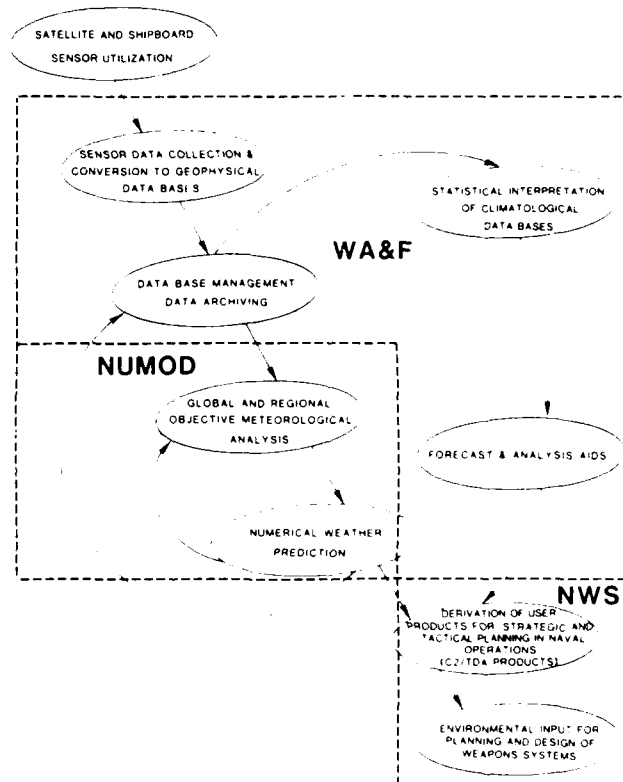 SATELLITE AND SHIPBOARD
SENSOR UTILIZATION
SENSOR DATA COLLECTION &
CONVERSION TO GEOPHYSICAL
DATA BASES
STATISTICAL INTERPRETATION
OF CLIMATOLOGICAL
DATA BASES
WA&F
DATA BASE MANAGEMENT
DATA ARCHIVING
NUMOD
GLOBAL AND REGIONAL
OBJECTIVE METEOROLOGICAL
ANALYSIS
FORECAST & ANALYSIS AIDS
NUMERICAL WEATHER
PREDICTION
NWS
DERIVATION OF USER
PRODUCTS FOR STRATEGIC AND
TACTICAL PLANNING IN NAVAL
OPERATIONS
(C2/TDA PRODUCTS)
ENVIRONMENTAL INPUT FOR
PLANNING AND DESIGN OF
WEAPONS SYSTEMS